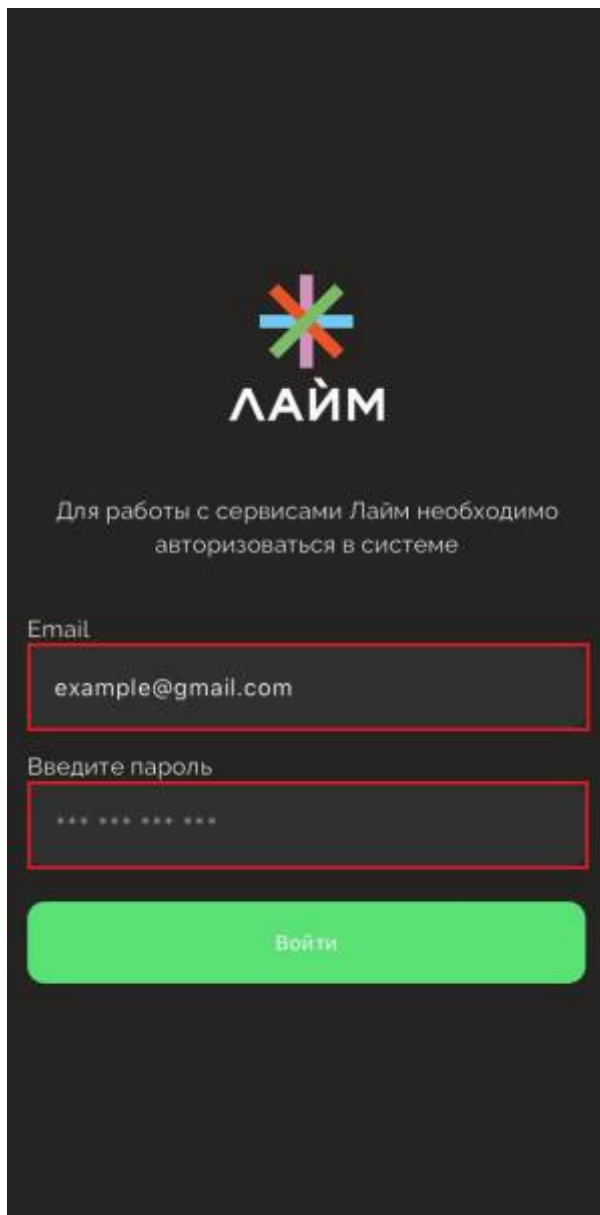 ЛАЙМ
Для работы с сервисами Лайм необходимо
авторизоваться в системе
Email
example@gmail.com
Введите пароль
*** *** *** ***
Войти